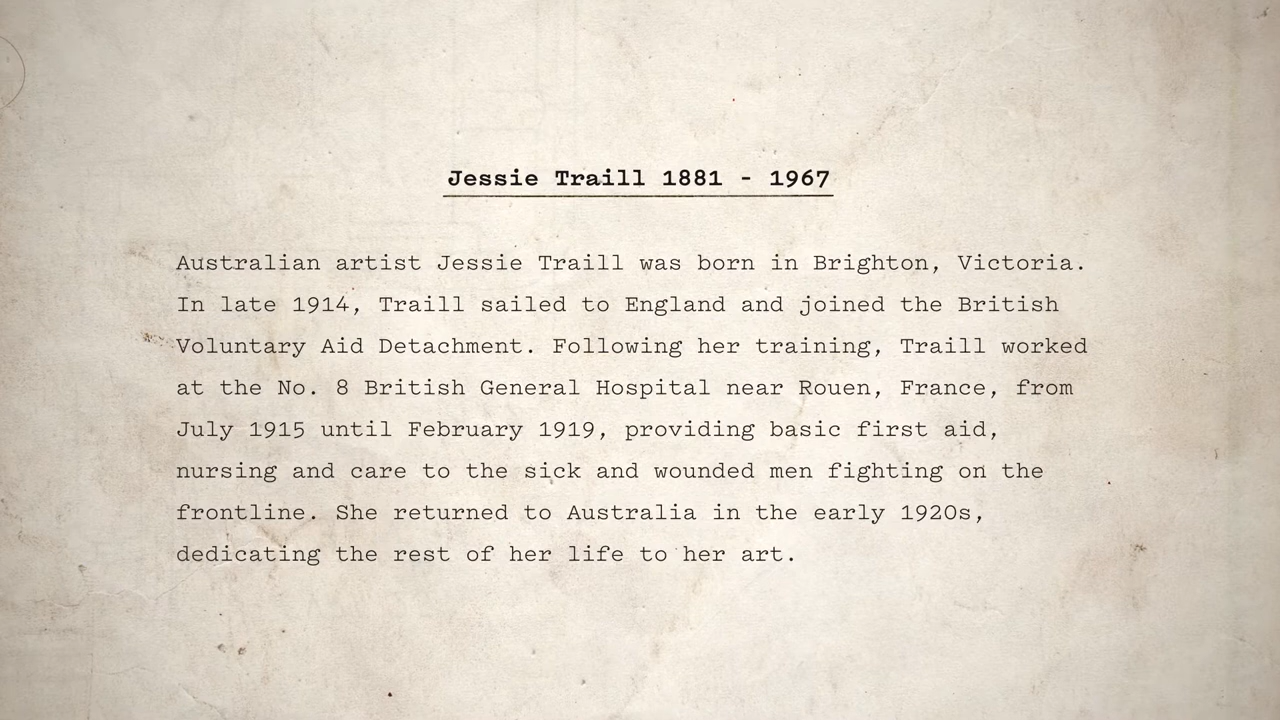 Jessie Traill 1881 - 1967
Australian artist Jessie Traill was born in Brighton, Victoria.
In late 1914, Traill sailed to England and joined the British
Voluntary Aid Detachment. Following her training, Traill worked
at the No. 8 British General Hospital near Rouen, France, from
July 1915 until February 1919, providing basic first aid,
nursing and care to the sick and wounded men fighting on the
frontline. She returned to Australia in the early 1920s,
dedicating the rest of her life to her art.